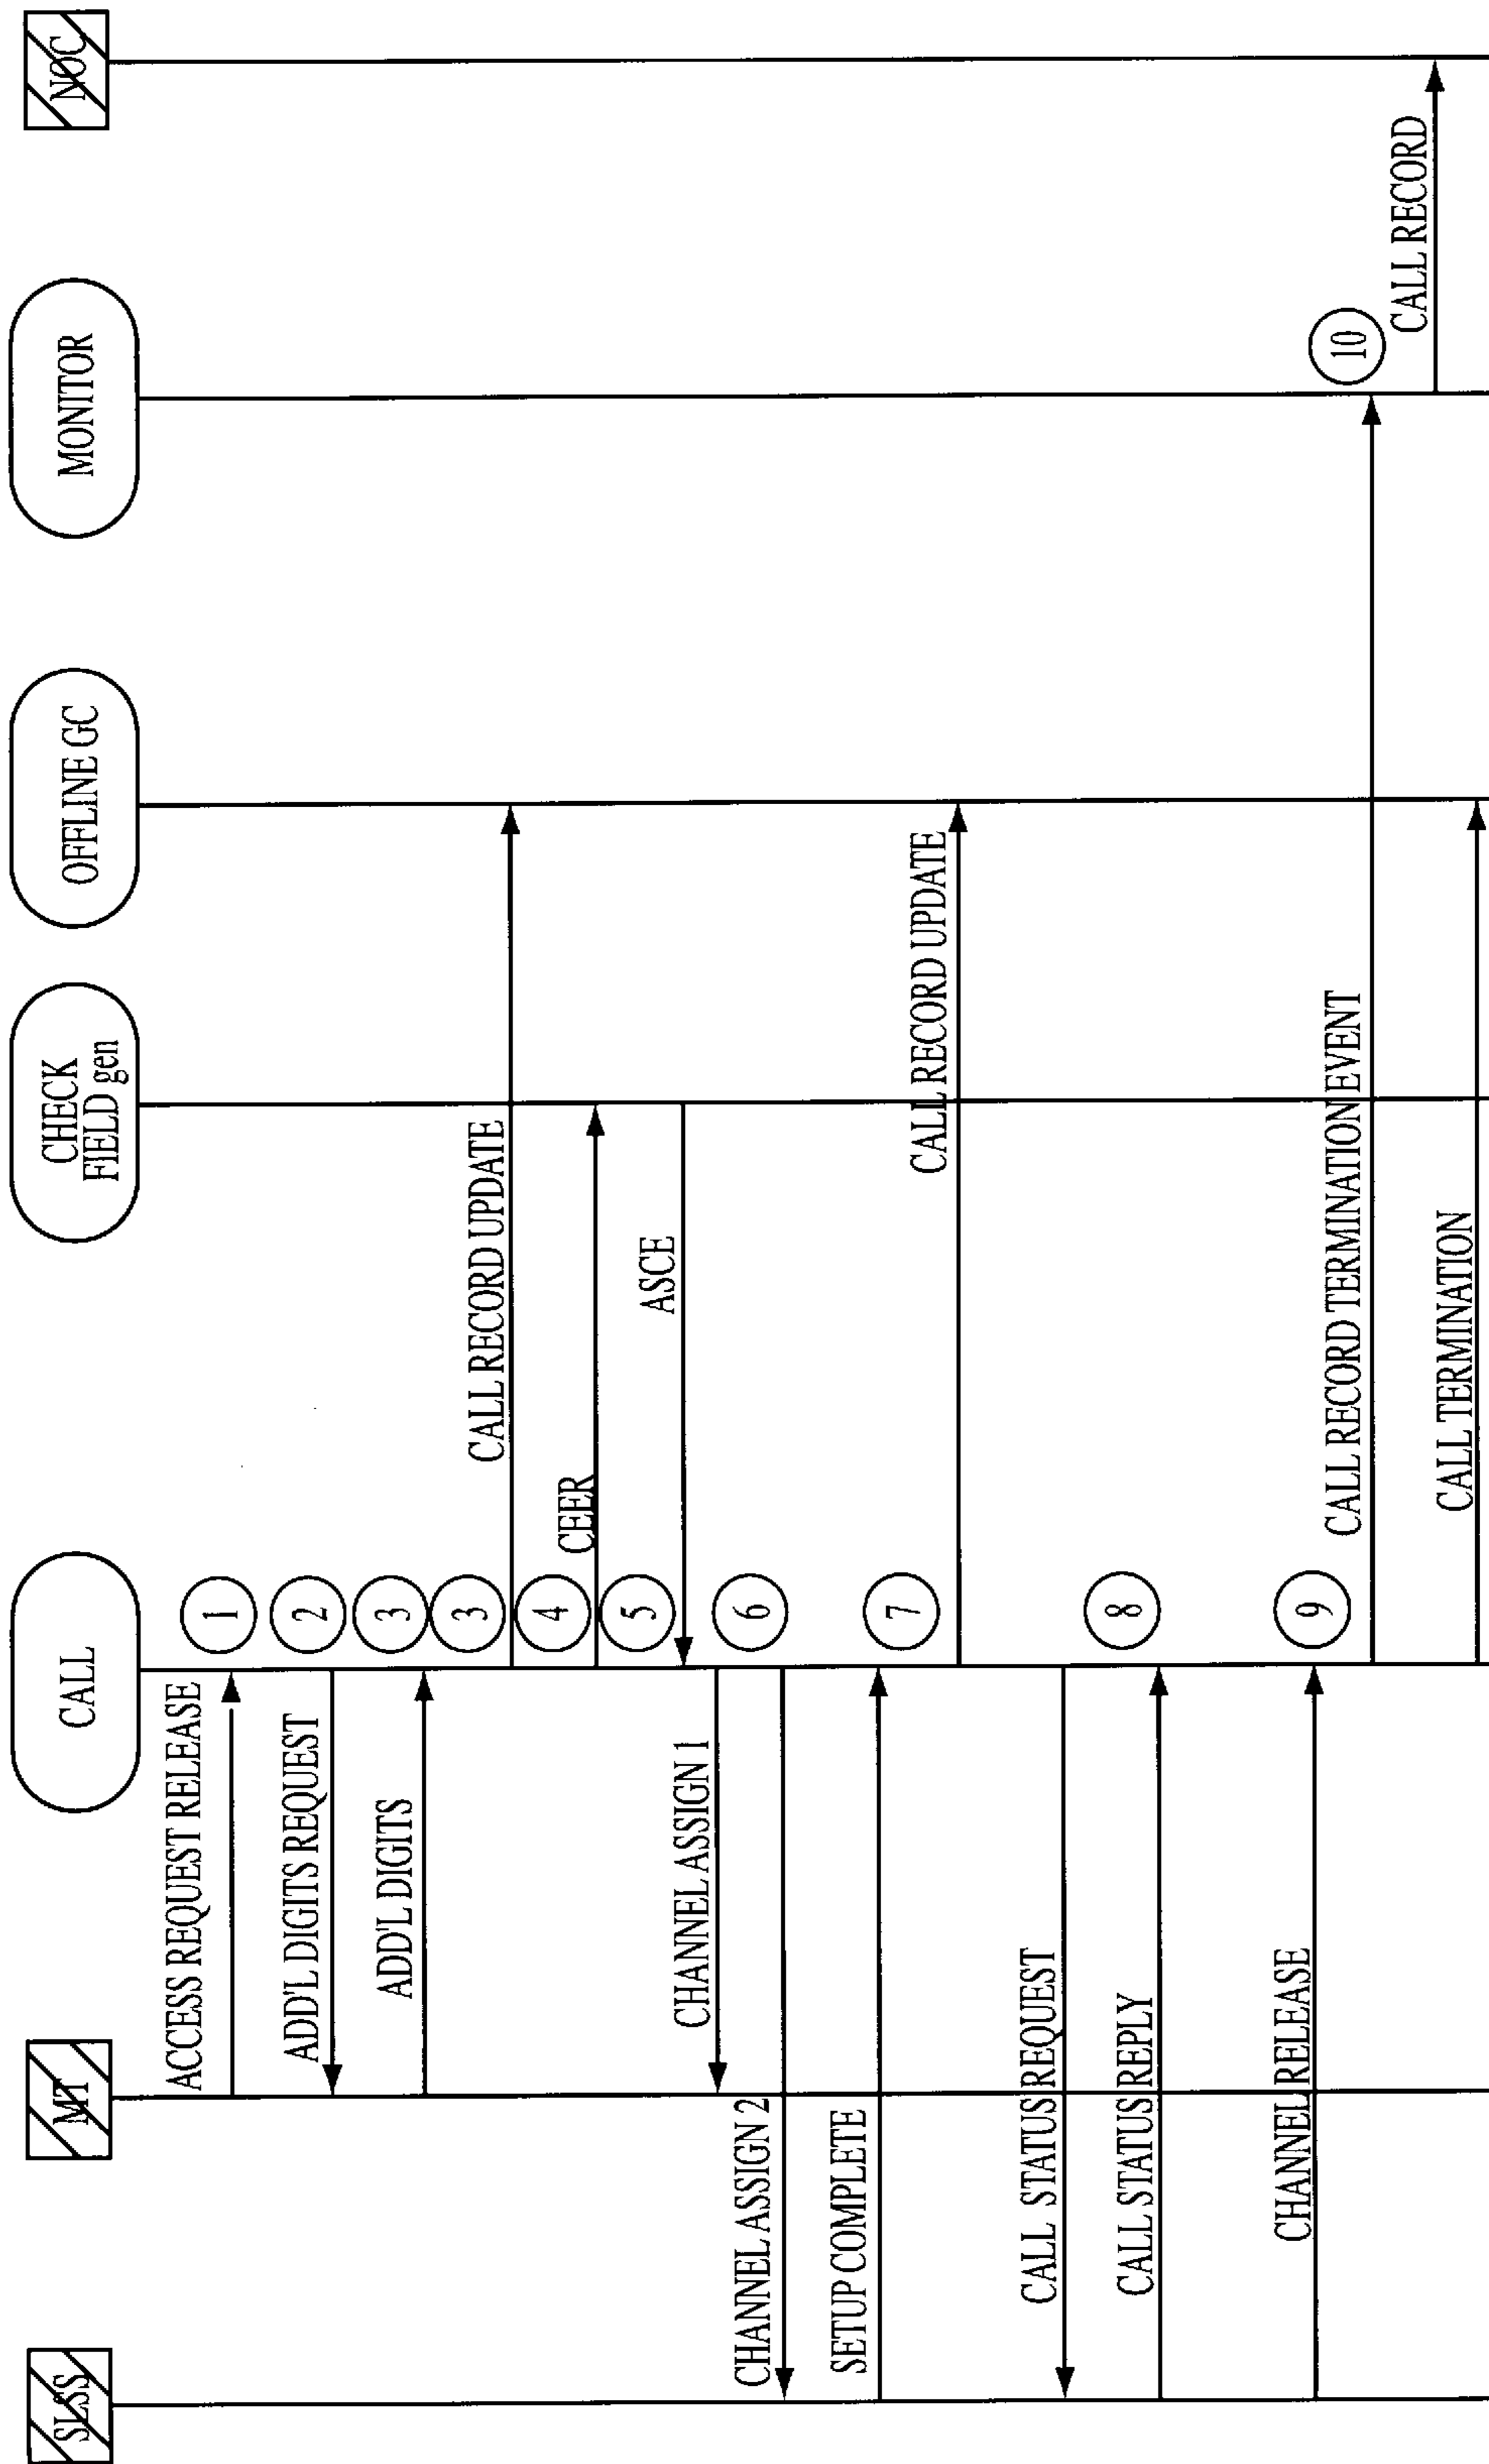 SLSS
MT
CALL
CHECK
FIELD gen
OFFLINE GC
MONITOR
NOC
ACCESS REQUEST RELEASE
1
ADD'L DIGITS REQUEST
2
ADD'L DIGITS
3
3
CALL RECORD UPDATE
4
CEER
5
ASCE
CHANNEL ASSIGN 1
6
CHANNEL ASSIGN 2
SETUP COMPLETE
7
CALL RECORD UPDATE
CALL STATUS REQUEST
8
CALL STATUS REPLY
CHANNEL RELEASE
9
CALL RECORD TERMINATION EVENT
10
CALL RECORD
CALL TERMINATION